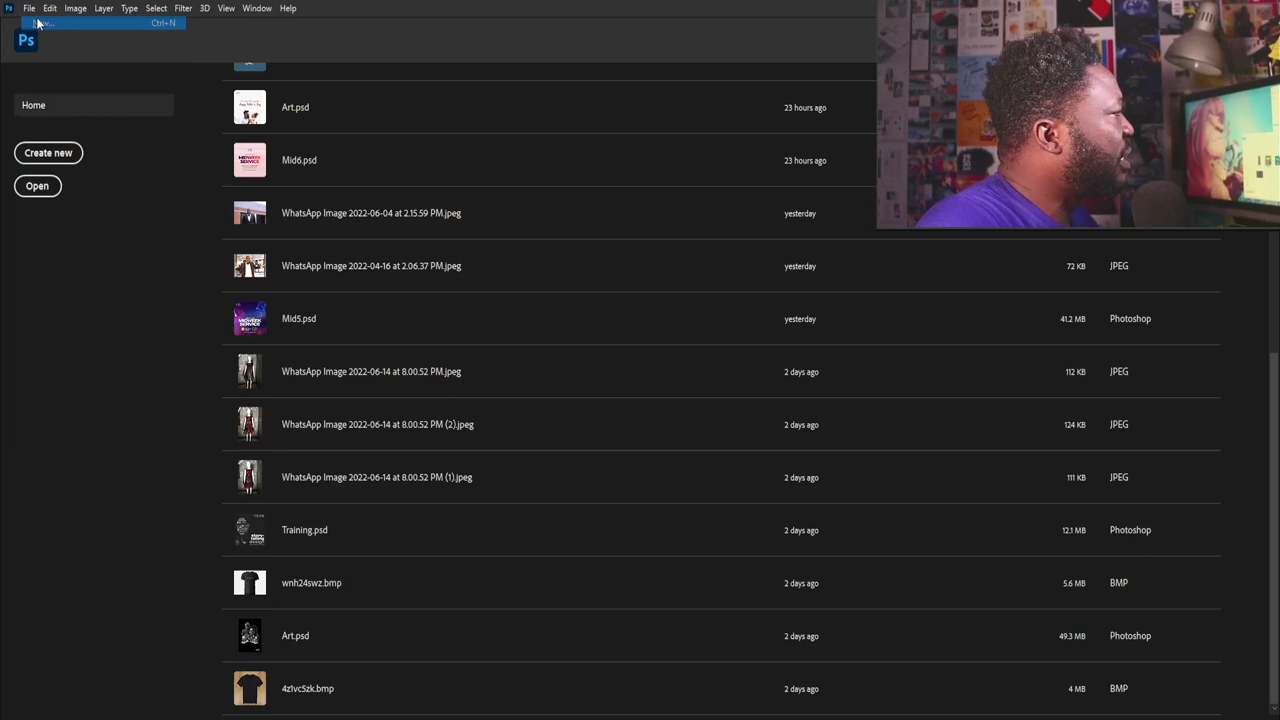 Ps File Edit Image Layer Type Select Filter 3D View Window Help
Ctrl+N
Ps
Home
Create new
Open
Art.psd 23 hours ago
Mid6.psd 23 hours ago
WhatsApp Image 2022-06-04 at 2.15.59 PM.jpeg yesterday
WhatsApp Image 2022-04-16 at 2.06.37 PM.jpeg yesterday 72 KB JPEG
Mid5.psd yesterday 41.2 MB Photoshop
WhatsApp Image 2022-06-14 at 8.00.52 PM.jpeg 2 days ago 112 KB JPEG
WhatsApp Image 2022-06-14 at 8.00.52 PM (2).jpeg 2 days ago 124 KB JPEG
WhatsApp Image 2022-06-14 at 8.00.52 PM (1).jpeg 2 days ago 111 KB JPEG
Training.psd 2 days ago 12.1 MB Photoshop
wnh24swz.bmp 2 days ago 5.6 MB BMP
Art.psd 2 days ago 49.3 MB Photoshop
4z1vc5zk.bmp 2 days ago 4 MB BMP